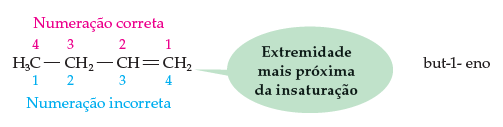 Numeração correta
4 3 2 1
H₃C — CH₂ — CH = CH₂
1 2 3 4
Numeração incorreta
Extremidade
mais próxima
da insaturação
but-1- eno